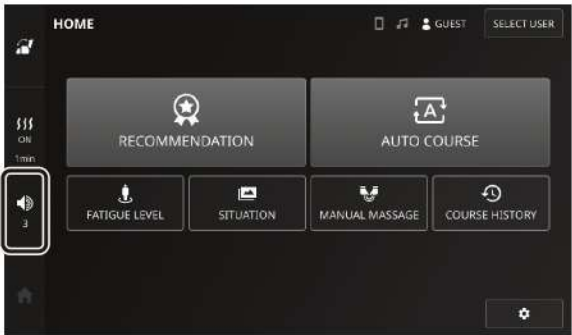 HOME
GUEST
SELECT USER
ON
1min
3
RECOMMENDATION
A
AUTO COURSE
FATIGUE LEVEL
SITUATION
MANUAL MASSAGE
COURSE HISTORY